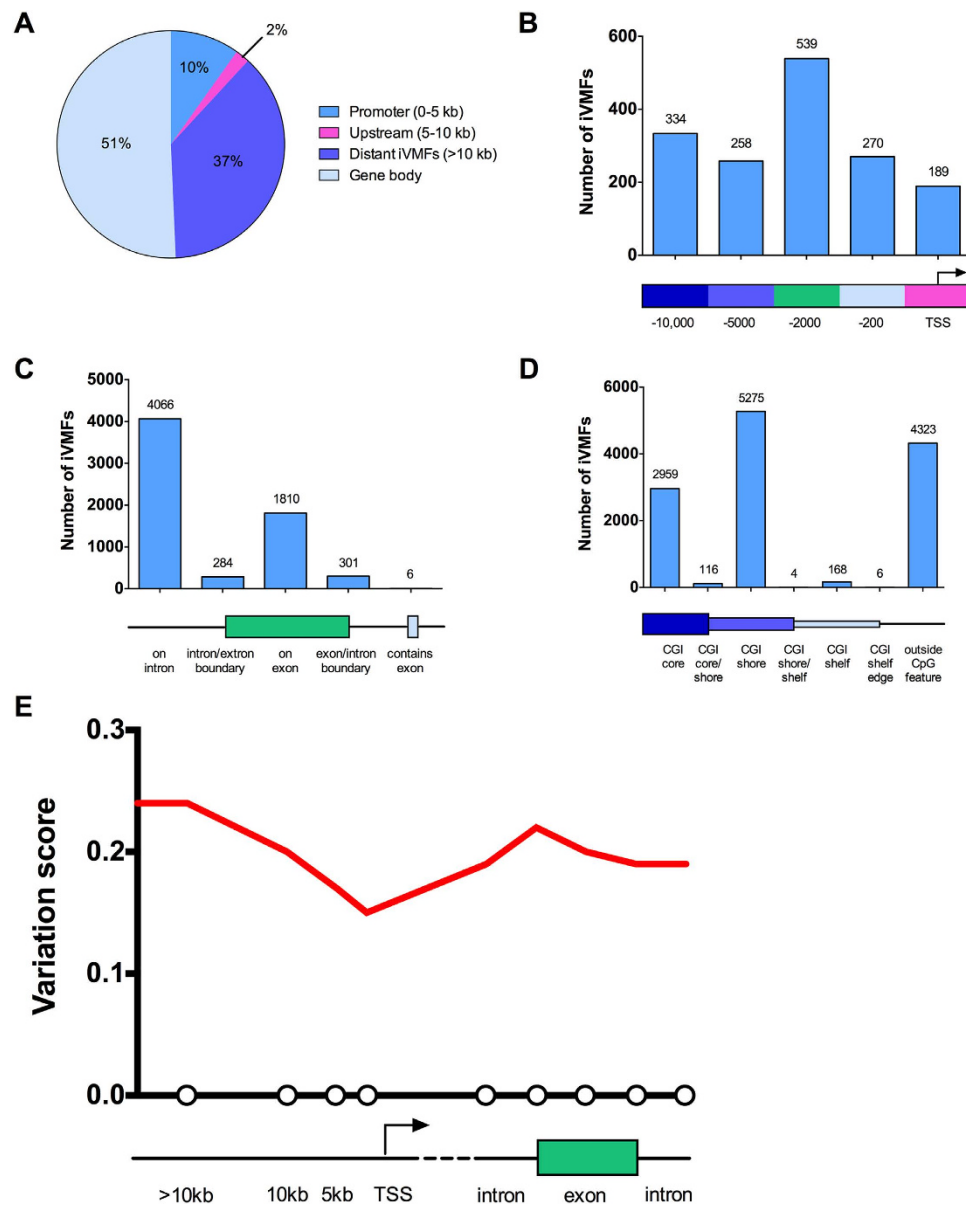 A
2%
10%
51%
37%
Promoter (0-5 kb)
Upstream (5-10 kb)
Distant iVMFs (>10 kb)
Gene body
B
Number of iVMFs
600
400
200
0
334
258
539
270
189
-10,000
-5000
-2000
-200
TSS
C
Number of iVMFs
5000
4000
3000
2000
1000
0
4066
284
1810
301
6
on intron
intron/extron boundary
on exon
exon/intron boundary
contains exon
D
Number of iVMFs
6000
4000
2000
0
2959
116
5275
4
168
6
4323
CGI core
CGI core/ shore
CGI shore
CGI shore/ shelf
CGI shelf
CGI shelf edge
outside CpG feature
E
Variation score
0.3
0.2
0.1
0.0
>10kb
10kb
5kb
TSS
intron
exon
intron